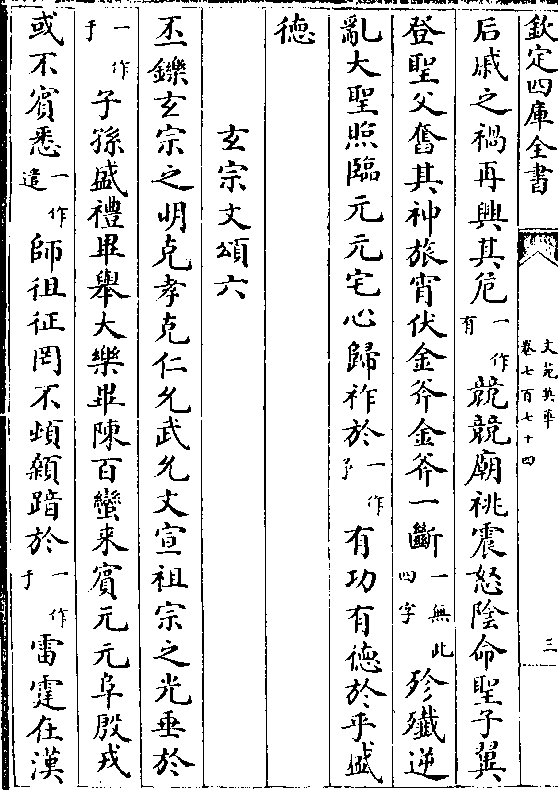 欽定四庫全書
文苑英華
卷七百七十四
三
后戚之禍再興其危一作有兢兢廟祧震怒陰命聖子翼
登聖父奮其神旅宵伏金斧金斧一斷一無此四字殄殲逆
亂大聖照臨元元宅心歸祚於一作于有功有德於乎盛
德
玄宗文頌六
丕鑠玄宗之明克孝克仁允武允文宣祖宗之光垂於
一作于子孫盛禮畢舉大樂畢陳百蠻来賓元元阜殷戎
或不賓悉一作遣師徂征罔不䫌顙踣於一作于雷霆在漢